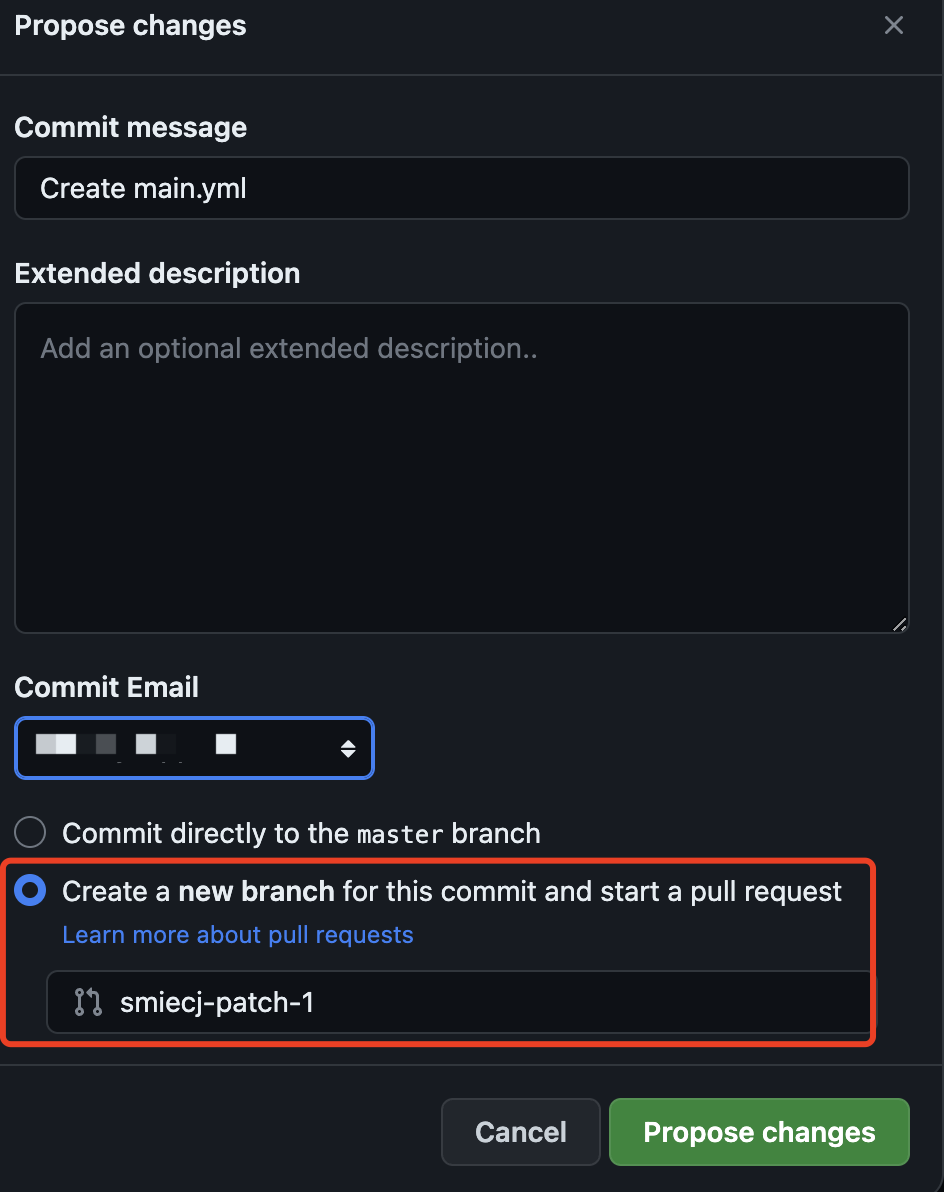 Propose changes
Commit message
Create main.yml
Extended description
Add an optional extended description..
Commit Email
Commit directly to the master branch
Create a new branch for this commit and start a pull request
Learn more about pull requests
smiecj-patch-1
Cancel
Propose changes